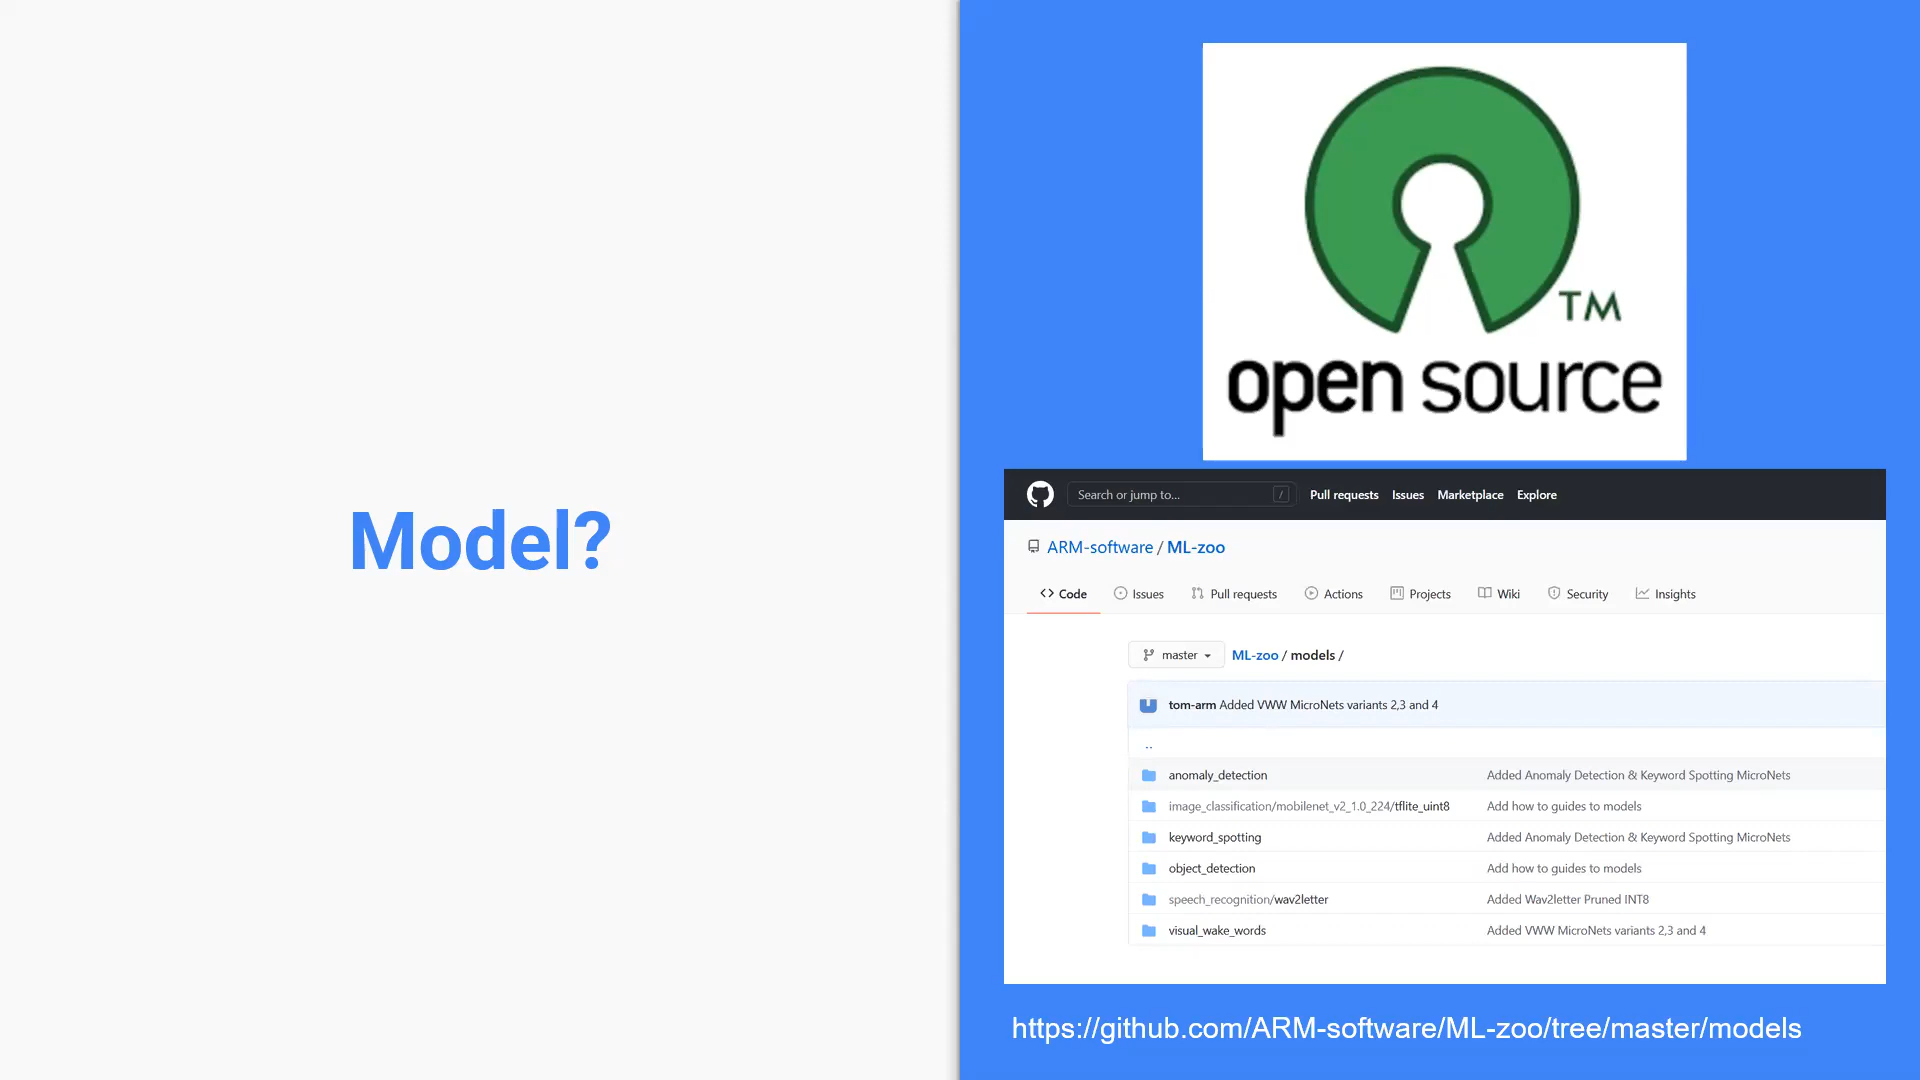 Model?
TM
open source
Search or jump to... /
Pull requests Issues Marketplace Explore
ARM-software / ML-zoo
Code Issues Pull requests Actions Projects Wiki Security Insights
master ML-zoo / models /
tom-arm Added VWW MicroNets variants 2,3 and 4
..
anomaly_detection Added Anomaly Detection & Keyword Spotting MicroNets
image_classification/mobilenet_v2_1.0_224/tflite_uint8 Add how to guides to models
keyword_spotting Added Anomaly Detection & Keyword Spotting MicroNets
object_detection Add how to guides to models
speech_recognition/wav2letter Added Wav2letter Pruned INT8
visual_wake_words Added VWW MicroNets variants 2,3 and 4
https://github.com/ARM-software/ML-zoo/tree/master/models